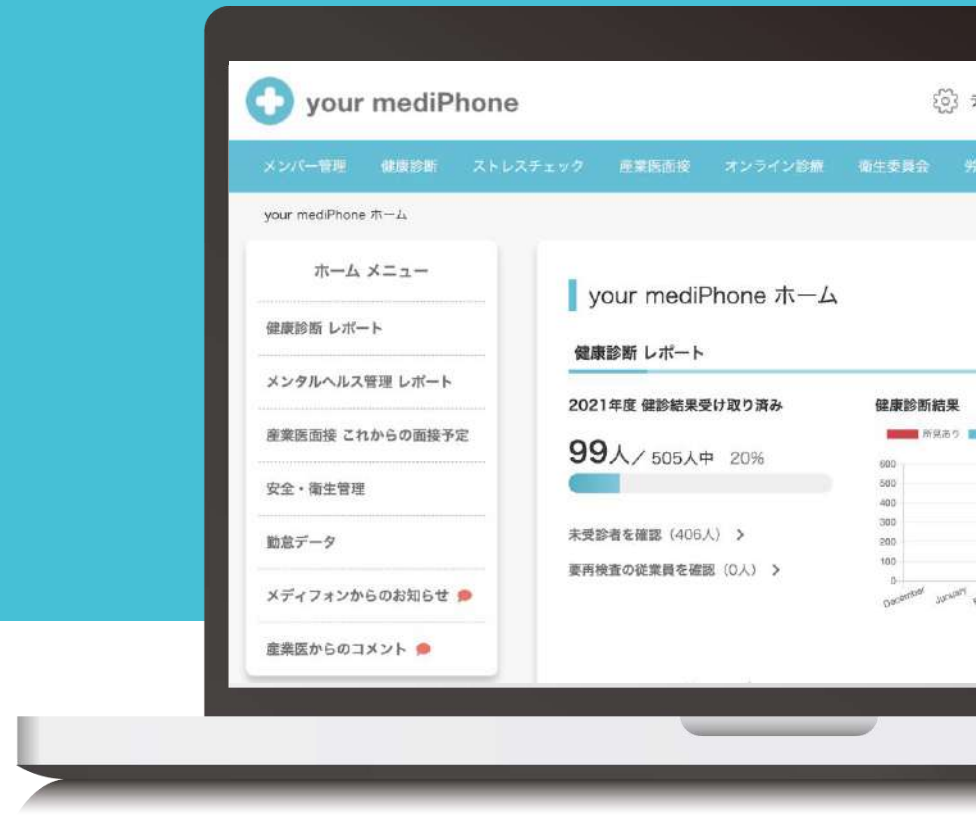 your mediPhone
メンバー管理 健康診断 ストレスチェック 産業医面接 オンライン診療 衛生委員会 労
your mediPhone ホーム
ホーム メニュー
健康診断 レポート
メンタルヘルス管理 レポート
産業医面接 これからの面接予定
安全・衛生管理
勤怠データ
メディフォンからのお知らせ
産業医からのコメント
your mediPhone ホーム
健康診断 レポート
2021年度 健診結果受け取り済み
99人／ 505人中 20%
未受診者を確認（406人）
要再検査の従業員を確認（0人）
健康診断結果
所見あり
600
500
400
300
200
100
0
December January